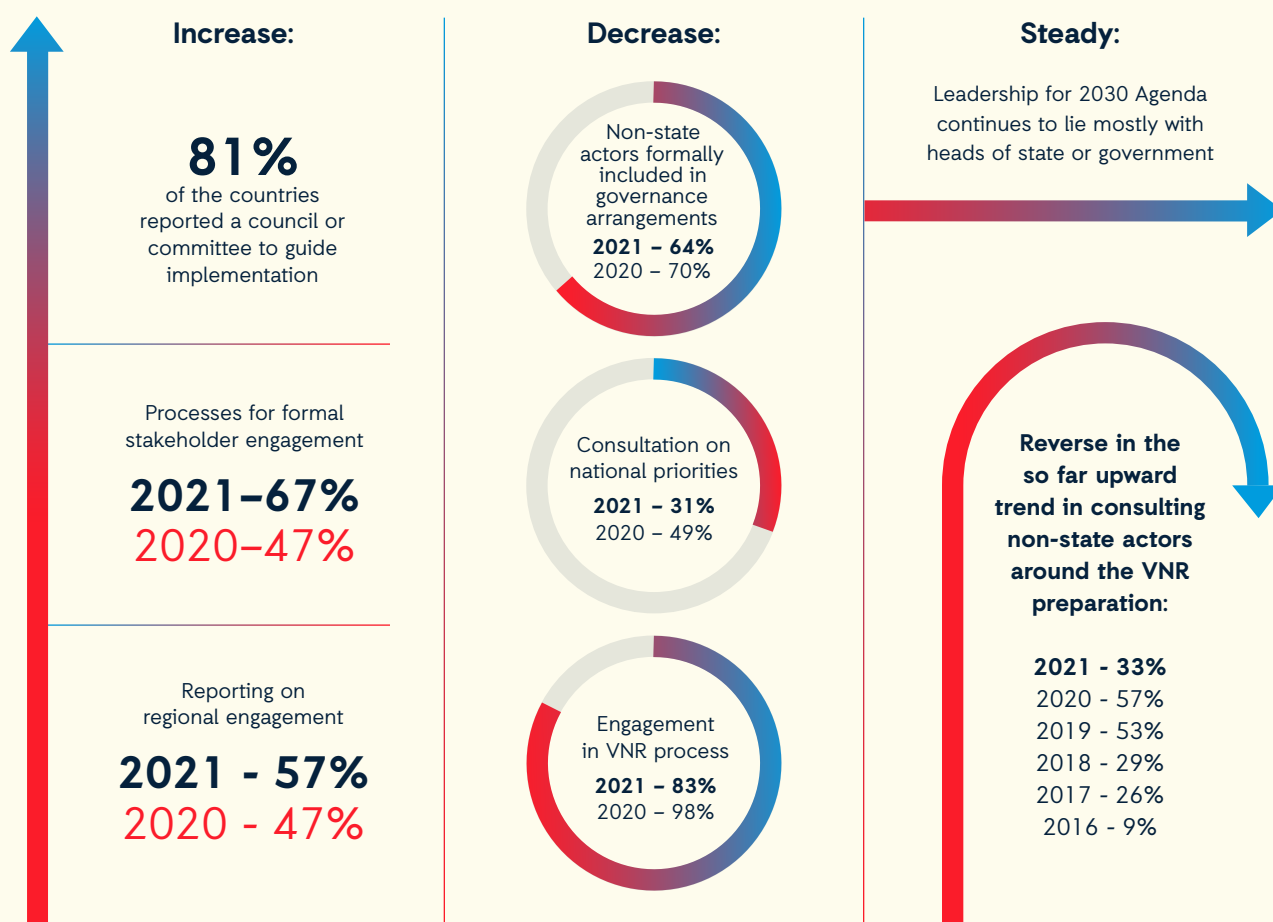 Increase:
81%
of the countries
reported a council or
committee to guide
implementation
Processes for formal
stakeholder engagement
2021–67%
2020–47%
Reporting on
regional engagement
2021 - 57%
2020 - 47%
Decrease:
Non-state
actors formally
included in
governance
arrangements
2021 – 64%
2020 – 70%
Consultation on
national priorities
2021 – 31%
2020 – 49%
Engagement
in VNR process
2021 – 83%
2020 – 98%
Steady:
Leadership for 2030 Agenda
continues to lie mostly with
heads of state or government
Reverse in the
so far upward
trend in consulting
non-state actors
around the VNR
preparation:
2021 - 33%
2020 - 57%
2019 - 53%
2018 - 29%
2017 - 26%
2016 - 9%